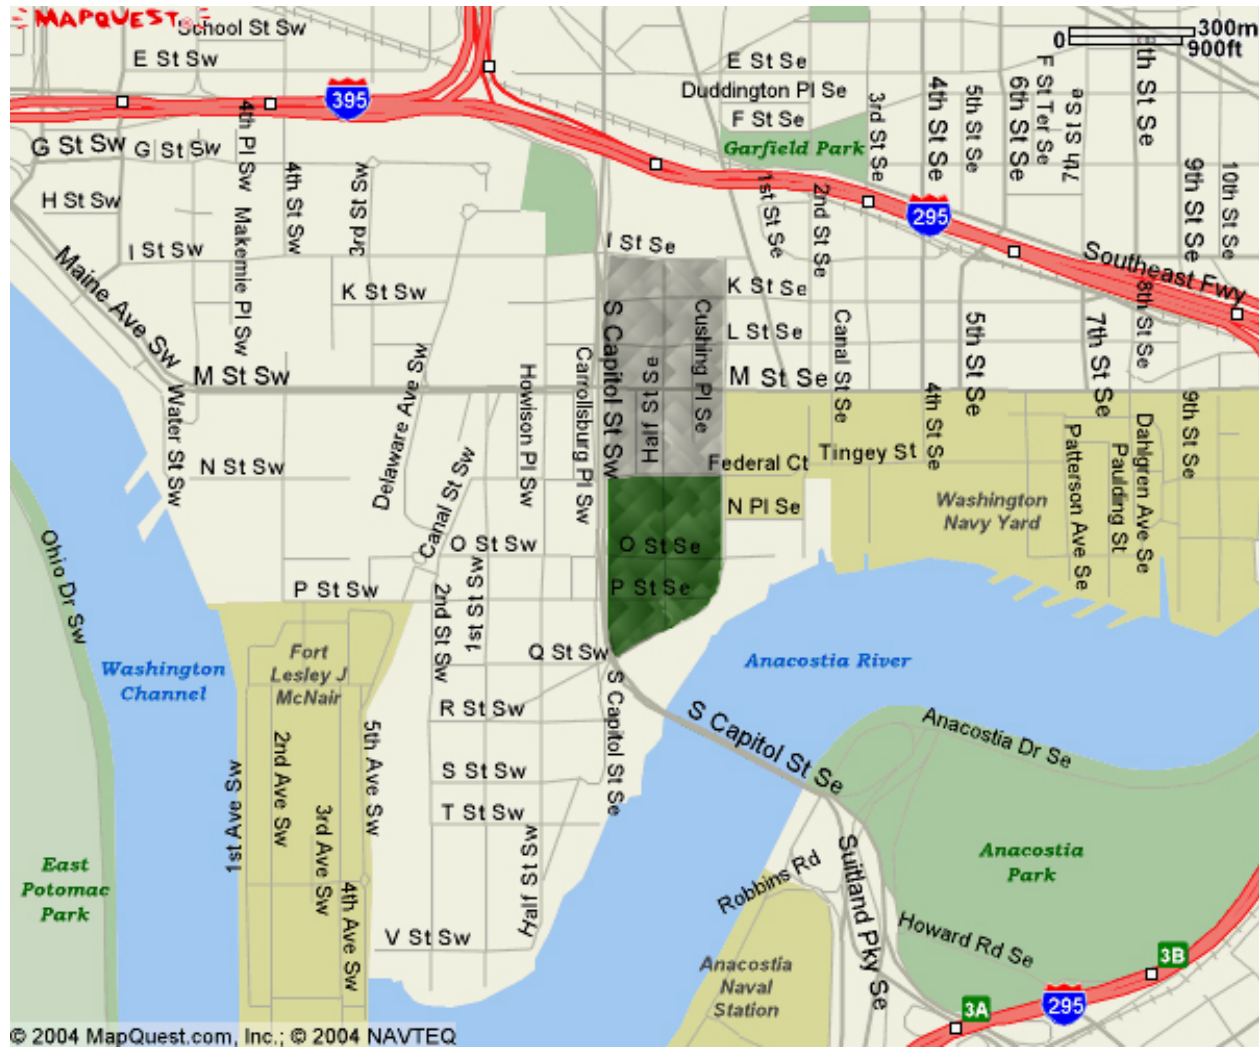 MAPQUEST
School St Sw
300m
0
900ft
E St Sw
E St Se
Duddington Pl Se
F St Se
Garfield Park
395
4th Pl Sw
G St Sw
G St Sw
4th St Sw
3rd St Sw
3rd St Se
4th St Se
5th St Se
6th St Se
F St Ter Se
7th St Se
8th St Se
9th St Se
10th St Se
H St Sw
Makemie Pl Sw
1st St Se
2nd St Se
295
I St Sw
I St Se
Southeast Fwy
Maine Ave Sw
K St Sw
K St Se
S Capitol St Sw
Cushing Pl Se
L St Se
Canal St Se
5th St Se
7th St Se
8th St Se
M St Sw
M St Se
Water St Sw
Delaware Ave Sw
Howison Pl Sw
Carrollsburg Pl Sw
Half St Se
4th St Se
9th St Se
N St Sw
Canal St Sw
Federal Ct
Tingey St
Patterson Ave Se
Paulding St
Dahlgren Ave Se
N Pl Se
Washington
Navy Yard
Ohio Dr Sw
O St Sw
O St Se
P St Sw
P St Se
2nd St Sw
1st St Sw
Washington
Channel
Fort
Lesley J
McNair
Q St Sw
Anacostia River
R St Sw
S Capitol St Se
S Capitol St Se
Anacostia Dr Se
1st Ave Sw
2nd Ave Sw
3rd Ave Sw
4th Ave Sw
5th Ave Sw
S St Sw
T St Sw
Half St Sw
East
Potomac
Park
Robbins Rd
Suitland Pky Se
Anacostia
Park
Howard Rd Se
V St Sw
Anacostia
Naval
Station
3B
3A
295
© 2004 MapQuest.com, Inc.; © 2004 NAVTEQ